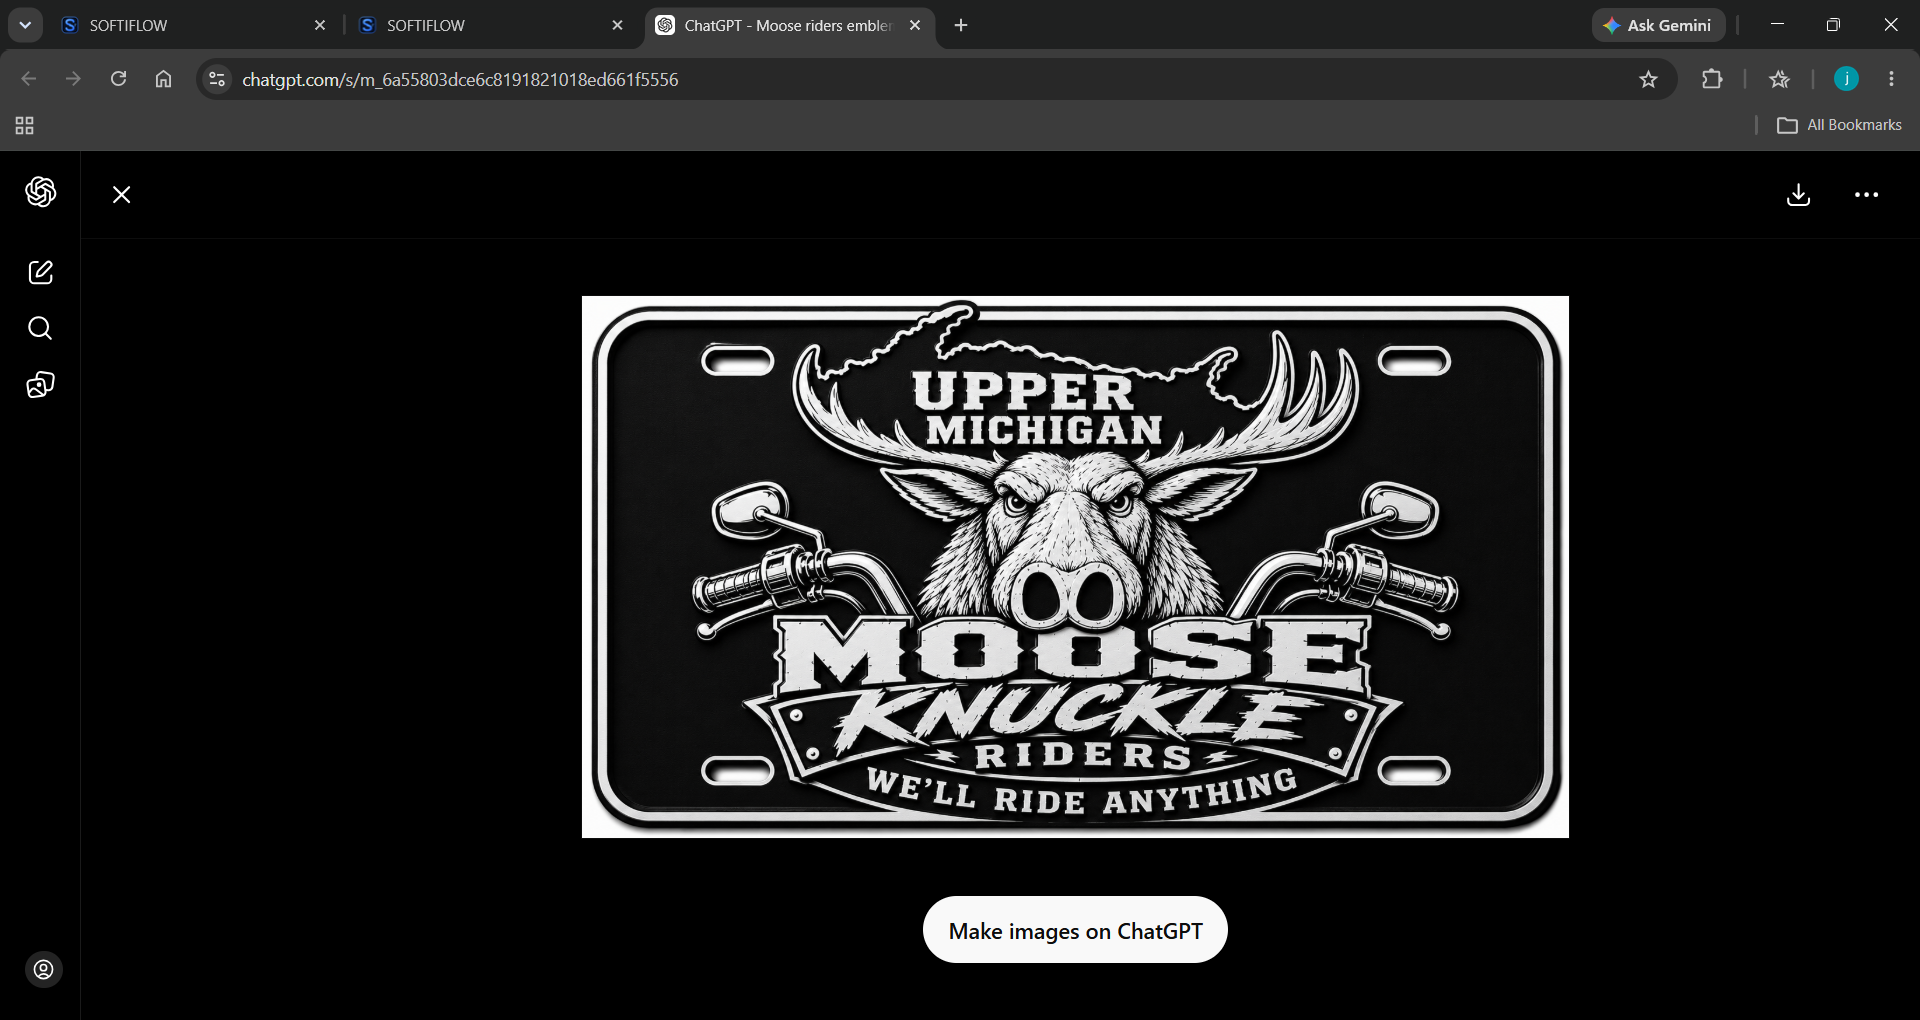 SOFTIFLOW
SOFTIFLOW
ChatGPT - Moose riders emble
Ask Gemini
chatgpt.com/s/m_6a55803dce6c8191821018ed661f5556
j
All Bookmarks
UPPER
MICHIGAN
MOOSE
KNUCKLE
RIDERS
WE'LL RIDE ANYTHING
Make images on ChatGPT